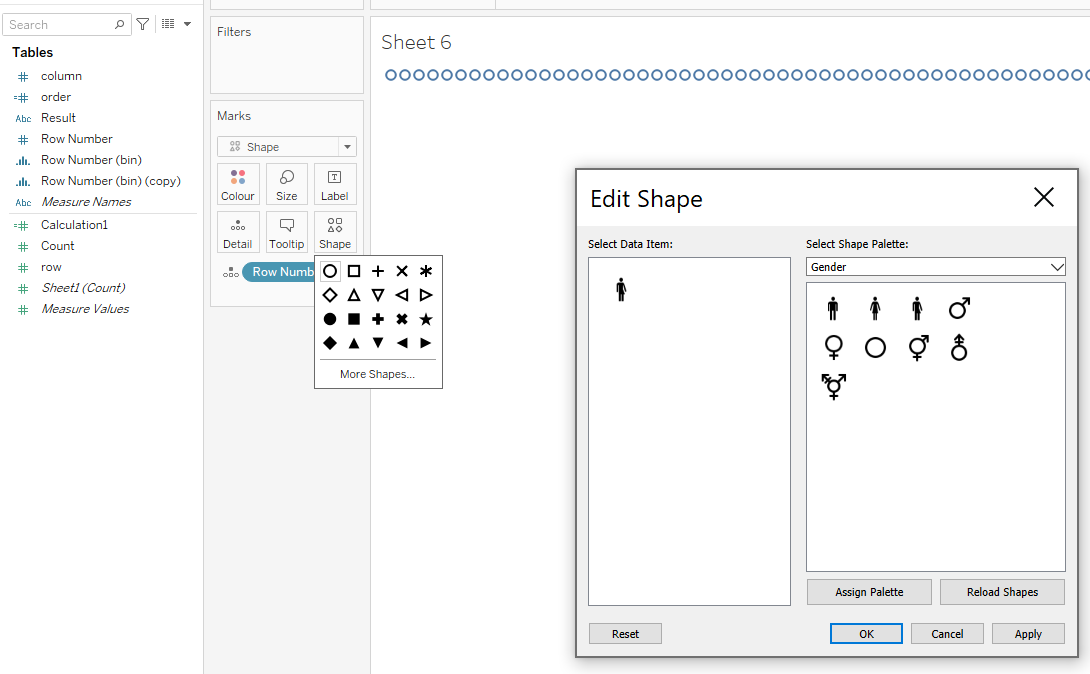 Search
Tables
column
order
Abc Result
Row Number
Row Number (bin)
Row Number (bin) (copy)
Abc Measure Names
Calculation1
Count
row
Sheet1 (Count)
Measure Values
Filters
Marks
Shape
Colour Size Label
T
Detail Tooltip Shape
Row Numb
More Shapes...
Sheet 6
Edit Shape
Select Data Item:
Select Shape Palette:
Gender
Assign Palette Reload Shapes
Reset OK Cancel Apply